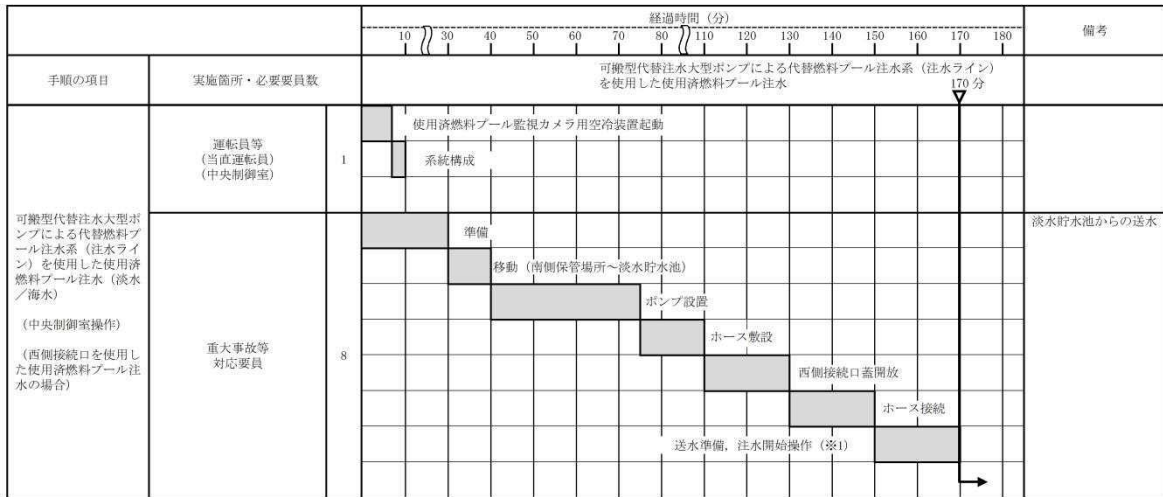 経過時間（分）
備考
10 30 40 50 60 70 80 110 120 130 140 150 160 170 180
手順の項目
実施箇所・必要要員数
可搬型代替注水大型ポンプによる代替燃料プール注水系（注水ライン）
を使用した使用済燃料プール注水
170 分
運転員等
（当直運転員）
（中央制御室）
1
使用済燃料プール監視カメラ用空冷装置起動
系統構成
可搬型代替注水大型ポ
ンプによる代替燃料プ
ール注水系（注水ライ
ン）を使用した使用済
燃料プール注水（淡水
／海水）
（中央制御室操作）
（西側接続口を使用し
た使用済燃料プール注
水の場合）
重大事故等
対応要員
8
準備
移動（南側保管場所～淡水貯水池）
ポンプ設置
ホース敷設
西側接続口蓋開放
ホース接続
送水準備，注水開始操作（※1）
淡水貯水池からの送水